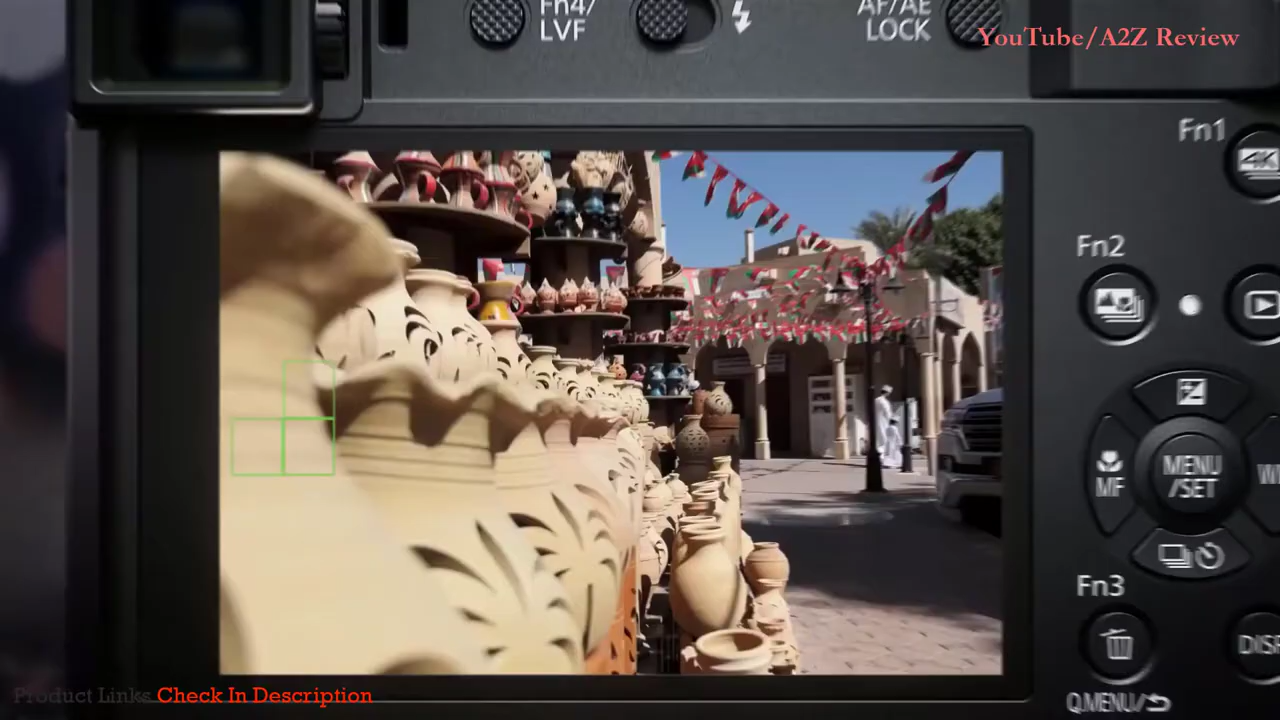 Fn4/
LVF
AF/AE
LOCK
YouTube/A2Z Review
Fn1
4K
Fn2
MENU
/SET
MF
Fn3
Q.MENU/
Product Links Check In Description